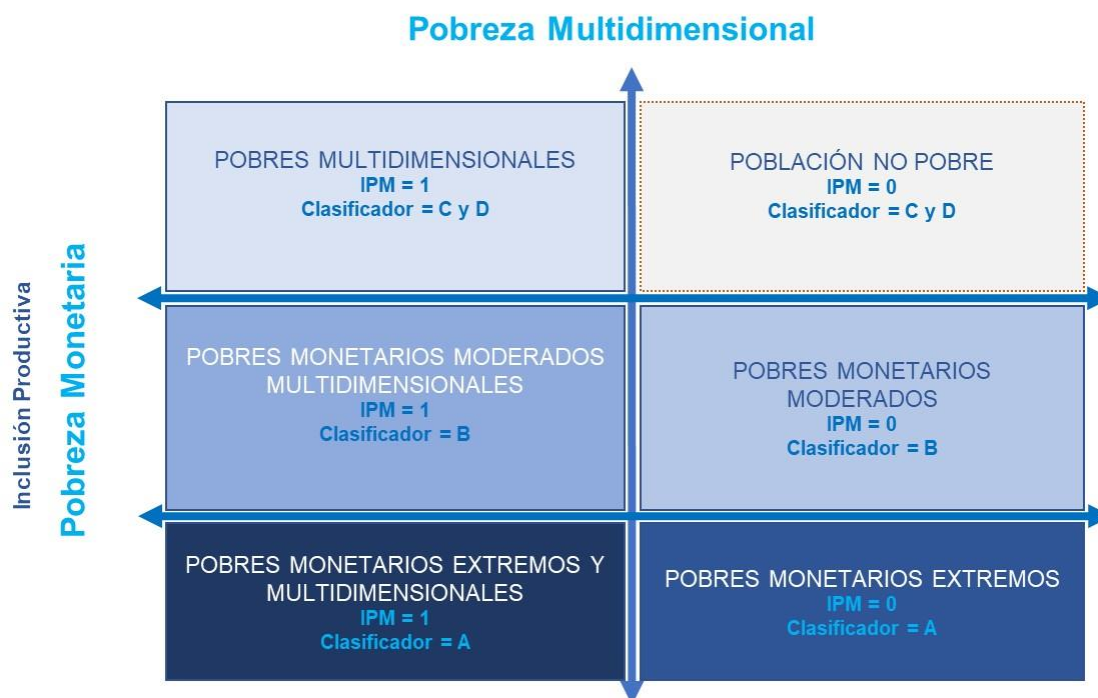 Pobreza Multidimensional
POBRES MULTIDIMENSIONALES
IPM = 1
Clasificador = C y D
POBLACIÓN NO POBRE
IPM = 0
Clasificador = C y D
Inclusión Productiva
Pobreza Monetaria
POBRES MONETARIOS MODERADOS
MULTIDIMENSIONALES
IPM = 1
Clasificador = B
POBRES MONETARIOS
MODERADOS
IPM = 0
Clasificador = B
POBRES MONETARIOS EXTREMOS Y
MULTIDIMENSIONALES
IPM = 1
Clasificador = A
POBRES MONETARIOS EXTREMOS
IPM = 0
Clasificador = A